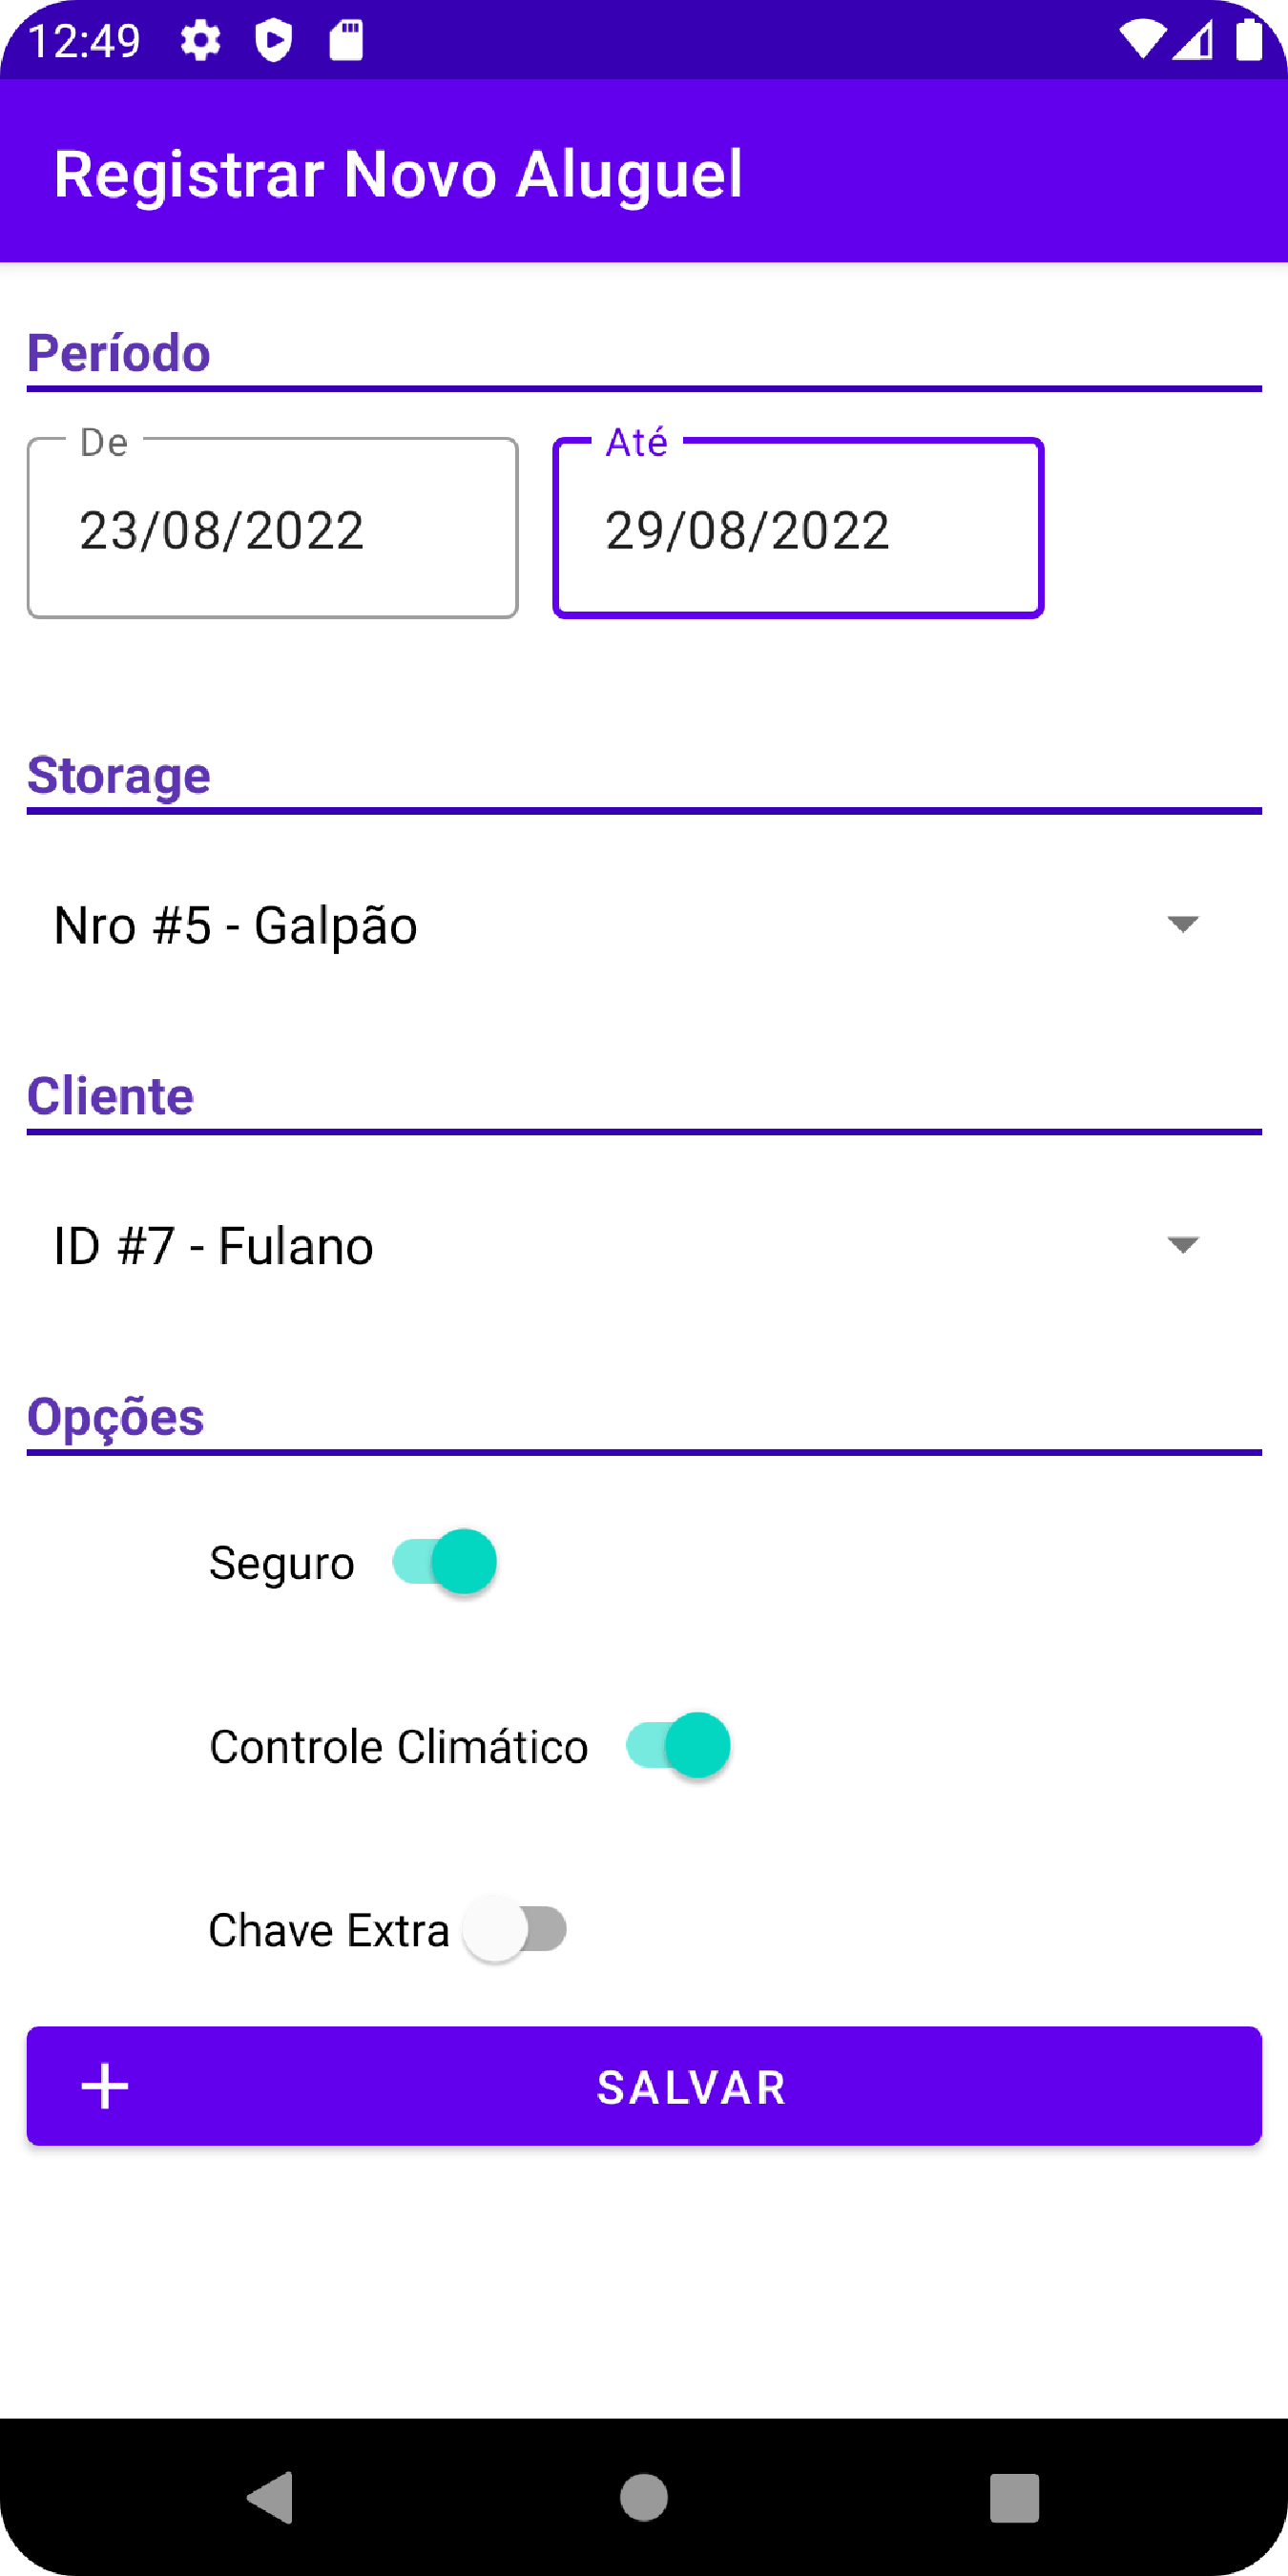 12:49
Registrar Novo Aluguel
Período
De
Até
23/08/2022
29/08/2022
Storage
Nro #5 - Galpão
Cliente
ID #7 - Fulano
Opções
Seguro
Controle Climático
Chave Extra
SALVAR